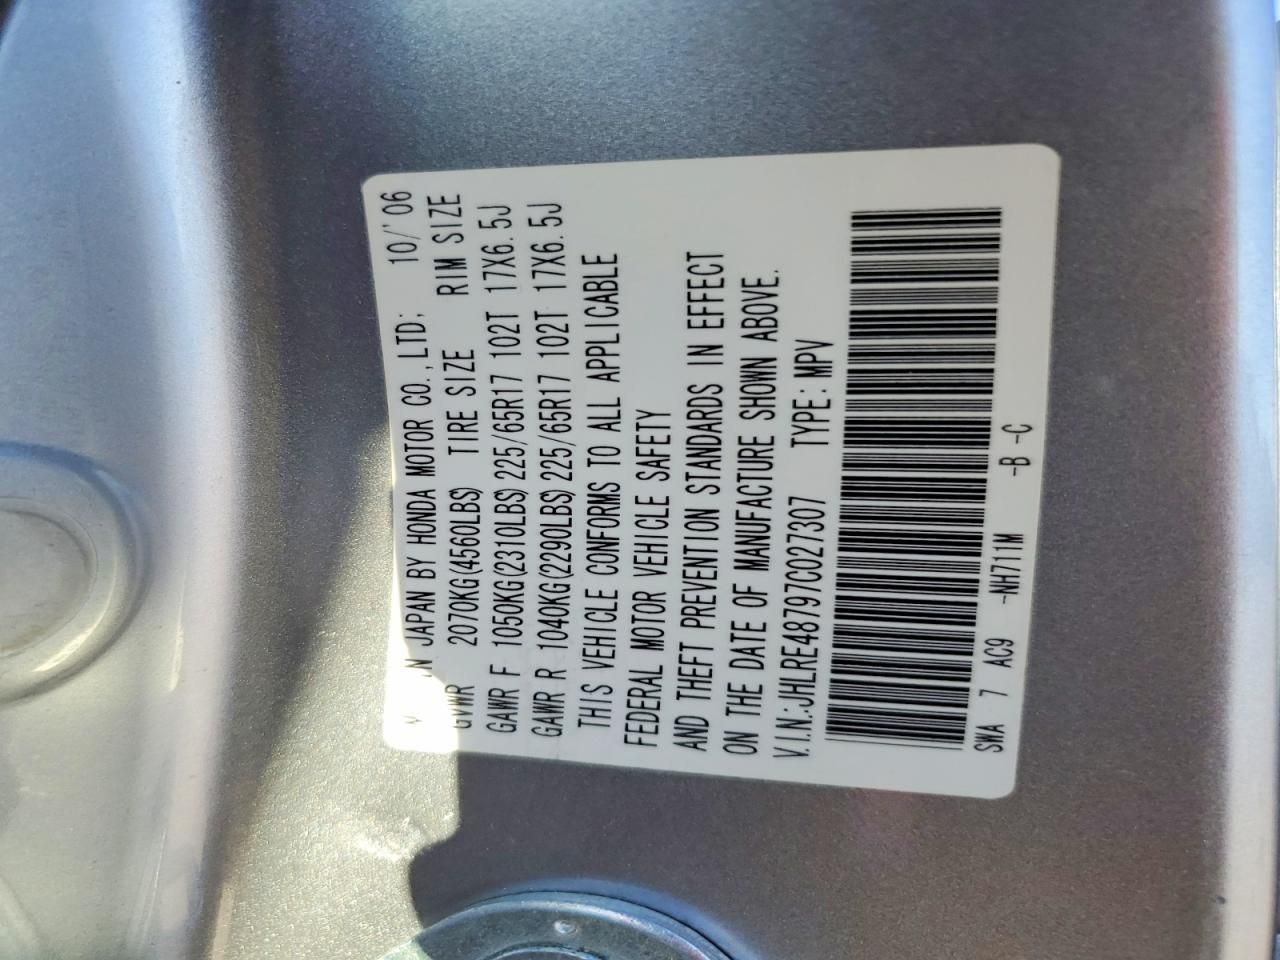 JAPAN BY HONDA MOTOR CO.,LTD. 10/'06
GVWR 2070KG(4560LBS) TIRE SIZE RIM SIZE
GAWR F 1050KG(2310LBS) 225/65R17 102T 17X6.5J
GAWR R 1040KG(2290LBS) 225/65R17 102T 17X6.5J
THIS VEHICLE CONFORMS TO ALL APPLICABLE
FEDERAL MOTOR VEHICLE SAFETY
AND THEFT PREVENTION STANDARDS IN EFFECT
ON THE DATE OF MANUFACTURE SHOWN ABOVE.
V.I.N.:JHLRE48797C027307 TYPE: MPV
SWA 7 AC9 -NH711M -B -C